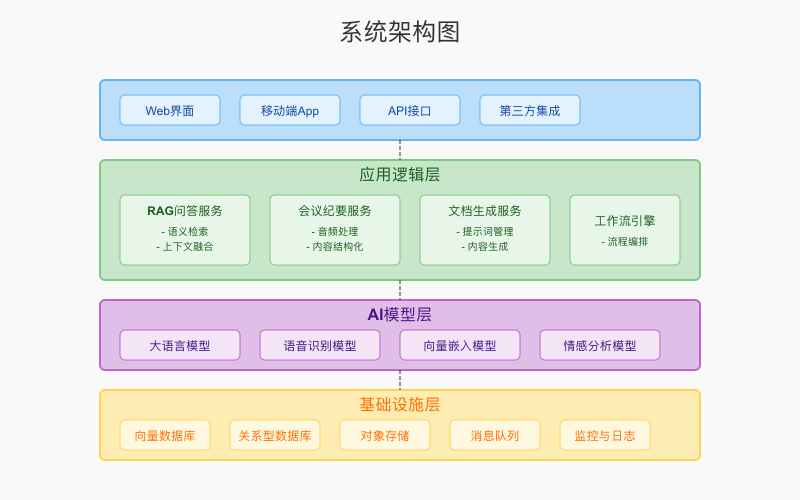 系统架构图
Web界面
移动端App
API接口
第三方集成
应用逻辑层
RAG问答服务
- 语义检索
- 上下文融合
会议纪要服务
- 音频处理
- 内容结构化
文档生成服务
- 提示词管理
- 内容生成
工作流引擎
- 流程编排
AI模型层
大语言模型
语音识别模型
向量嵌入模型
情感分析模型
基础设施层
向量数据库
关系型数据库
对象存储
消息队列
监控与日志